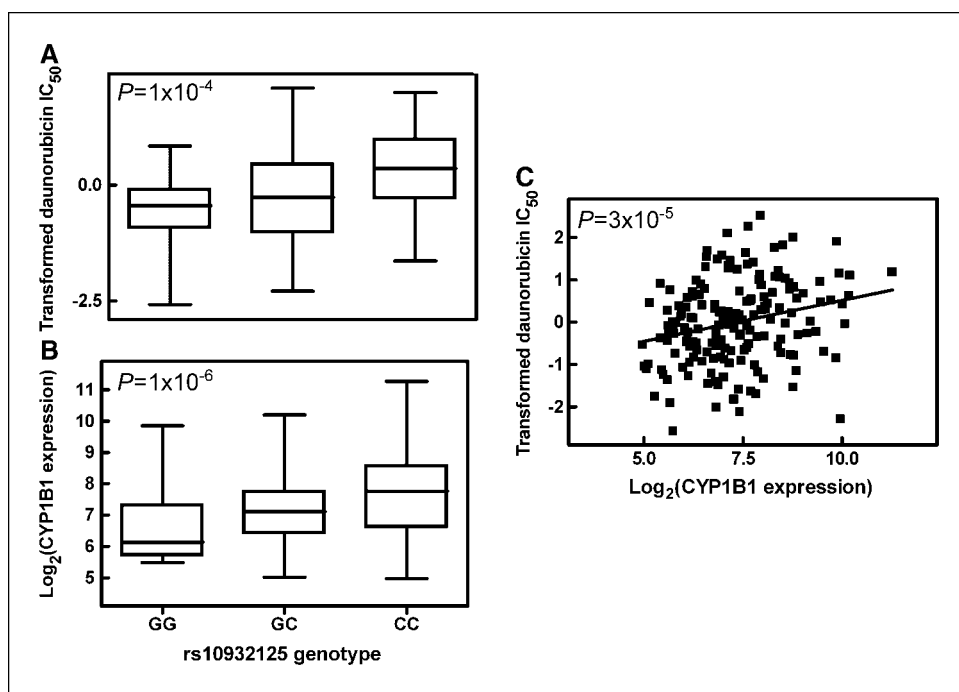 A
Transformed daunorubicin IC50
P=1x10-4
0.0
-2.5
B
Log2(CYP1B1 expression)
P=1x10-6
11
10
9
8
7
6
5
GG GC CC
rs10932125 genotype
C
Transformed daunorubicin IC50
P=3x10-5
2
1
0
-1
-2
5.0 7.5 10.0
Log2(CYP1B1 expression)